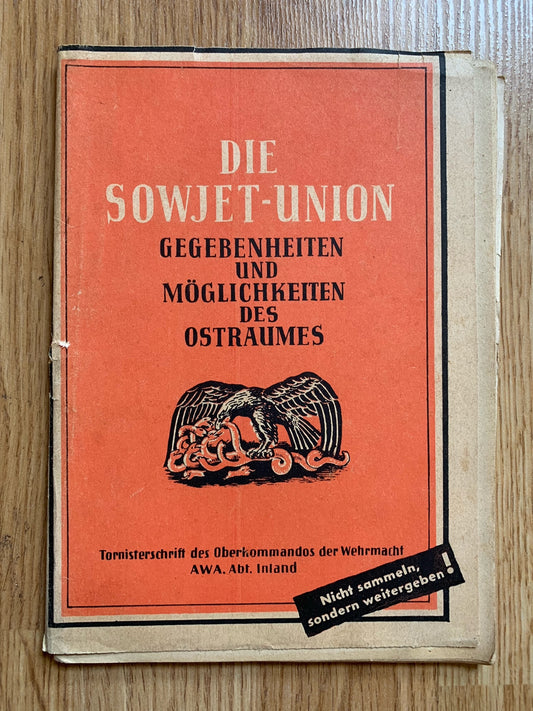 DIE
SOWJET-UNION
GEGEBENHEITEN
UND
MÖGLICHKEITEN
DES
OSTRAUMES
Tornisterschrift des Oberkommandos der Wehrmacht
AWA. Abt. Inland
Nicht sammeln,
sondern weitergeben!